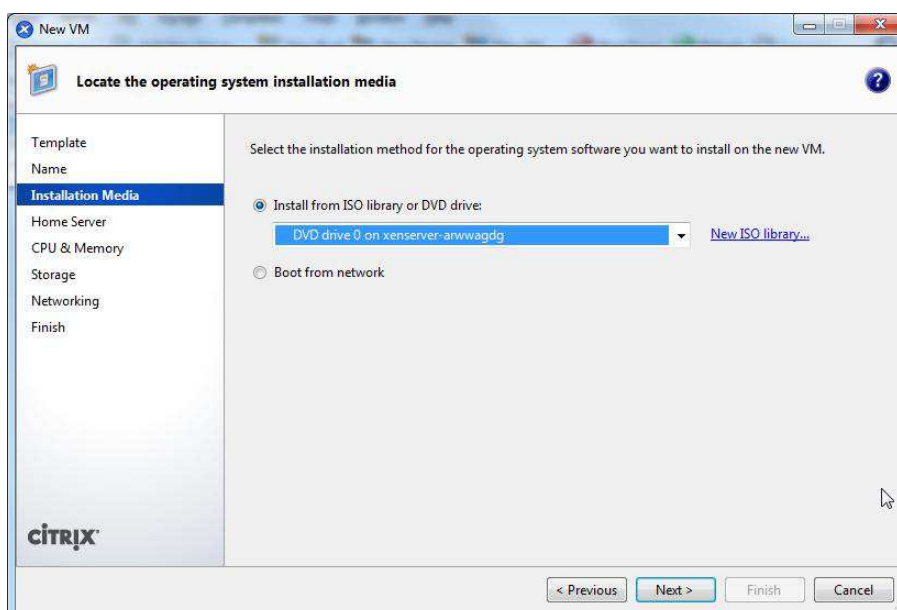 New VM
Locate the operating system installation media
Template
Name
Installation Media
Home Server
CPU & Memory
Storage
Networking
Finish
Select the installation method for the operating system software you want to install on the new VM.
Install from ISO library or DVD drive:
DVD drive 0 on xenserver-arwwagdg
New ISO library...
Boot from network
CITRIX
< Previous
Next >
Finish
Cancel